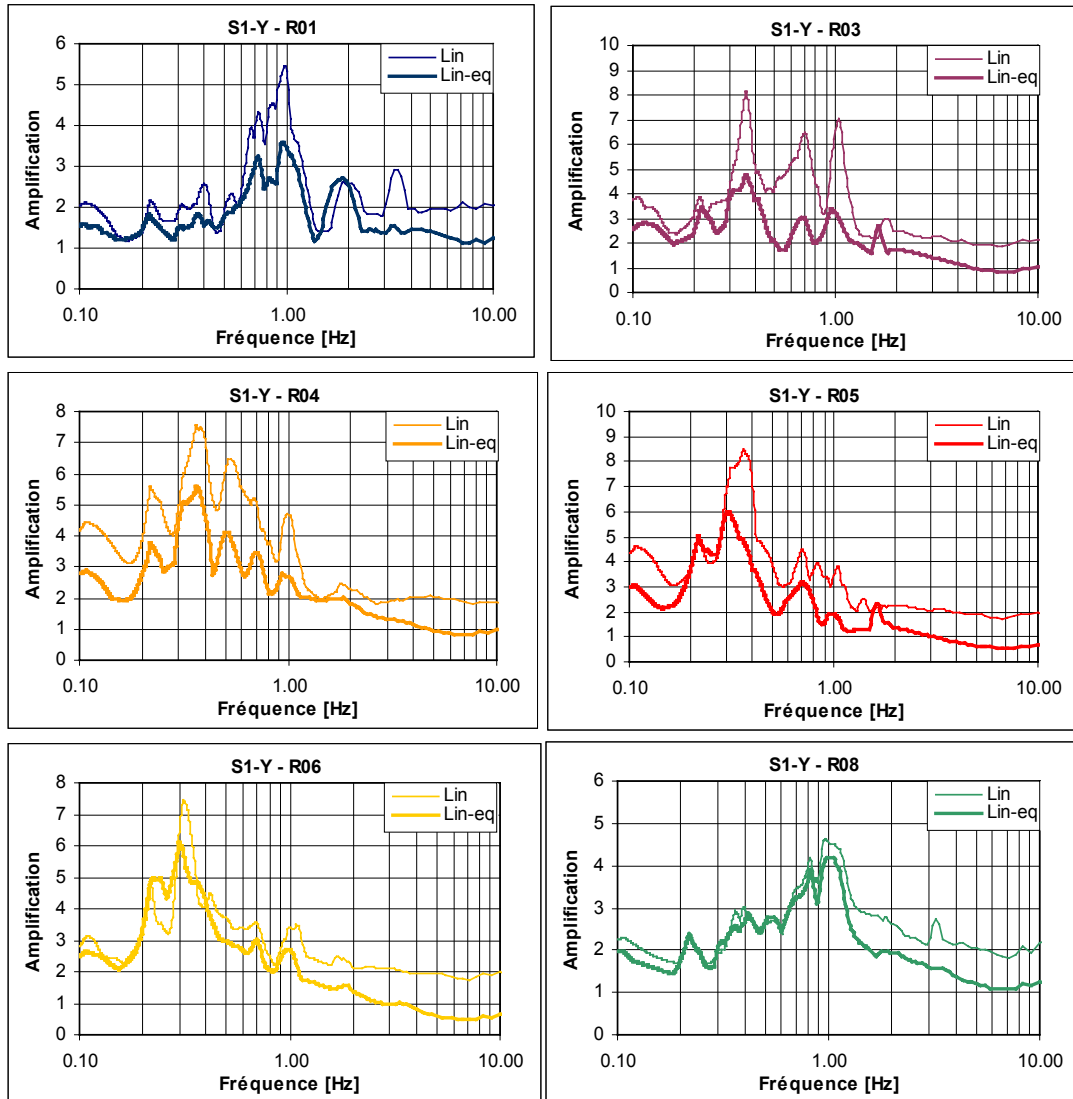 S1-Y - R01
6
5
4
3
2
1
0
Amplification
Lin
Lin-eq
0.10 1.00 10.00
Fréquence [Hz]
S1-Y - R03
10
9
8
7
6
5
4
3
2
1
0
Amplification
Lin
Lin-eq
0.10 1.00 10.00
Fréquence [Hz]
S1-Y - R04
8
7
6
5
4
3
2
1
0
Amplification
Lin
Lin-eq
0.10 1.00 10.00
Fréquence [Hz]
S1-Y - R05
10
9
8
7
6
5
4
3
2
1
0
Amplification
Lin
Lin-eq
0.10 1.00 10.00
Fréquence [Hz]
S1-Y - R06
8
7
6
5
4
3
2
1
0
Amplification
Lin
Lin-eq
0.10 1.00 10.00
Fréquence [Hz]
S1-Y - R08
6
5
4
3
2
1
0
Amplification
Lin
Lin-eq
0.10 1.00 10.00
Fréquence [Hz]